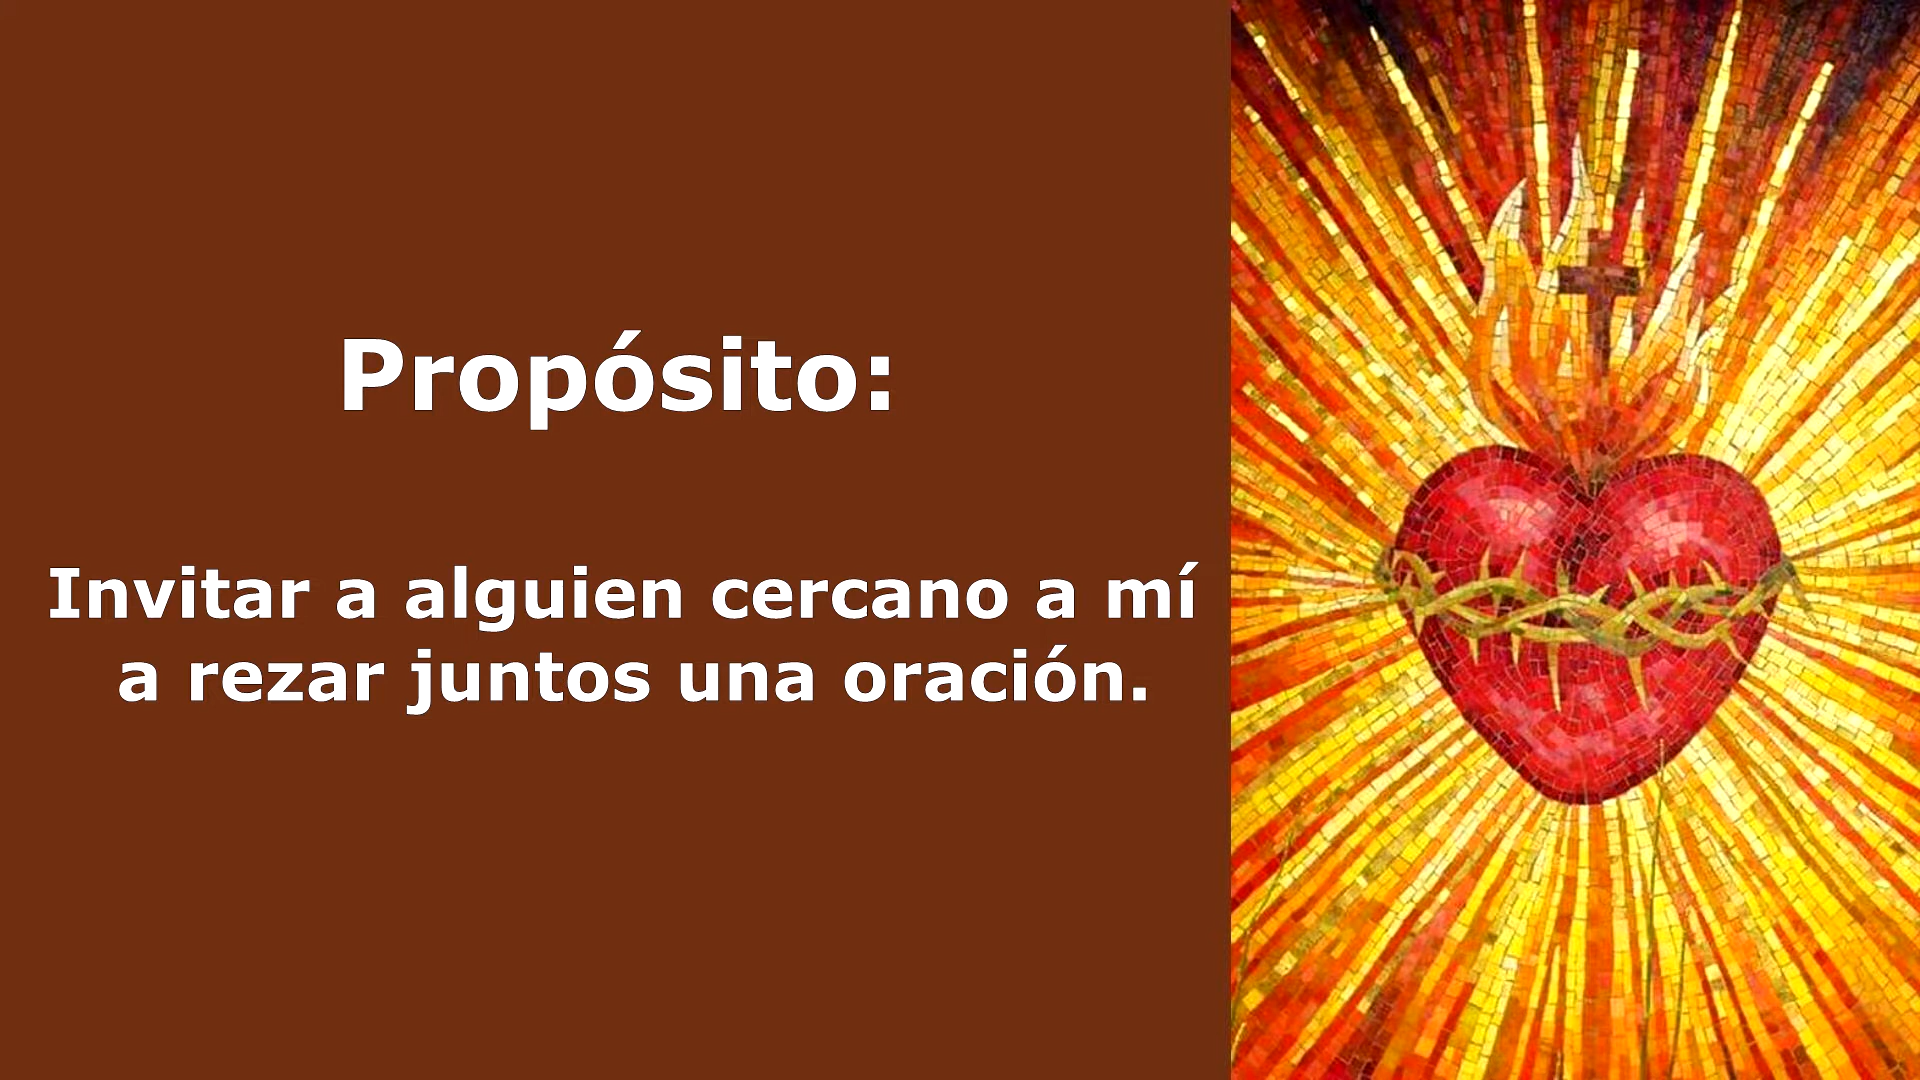 Propósito:
Invitar a alguien cercano a mí
a rezar juntos una oración.